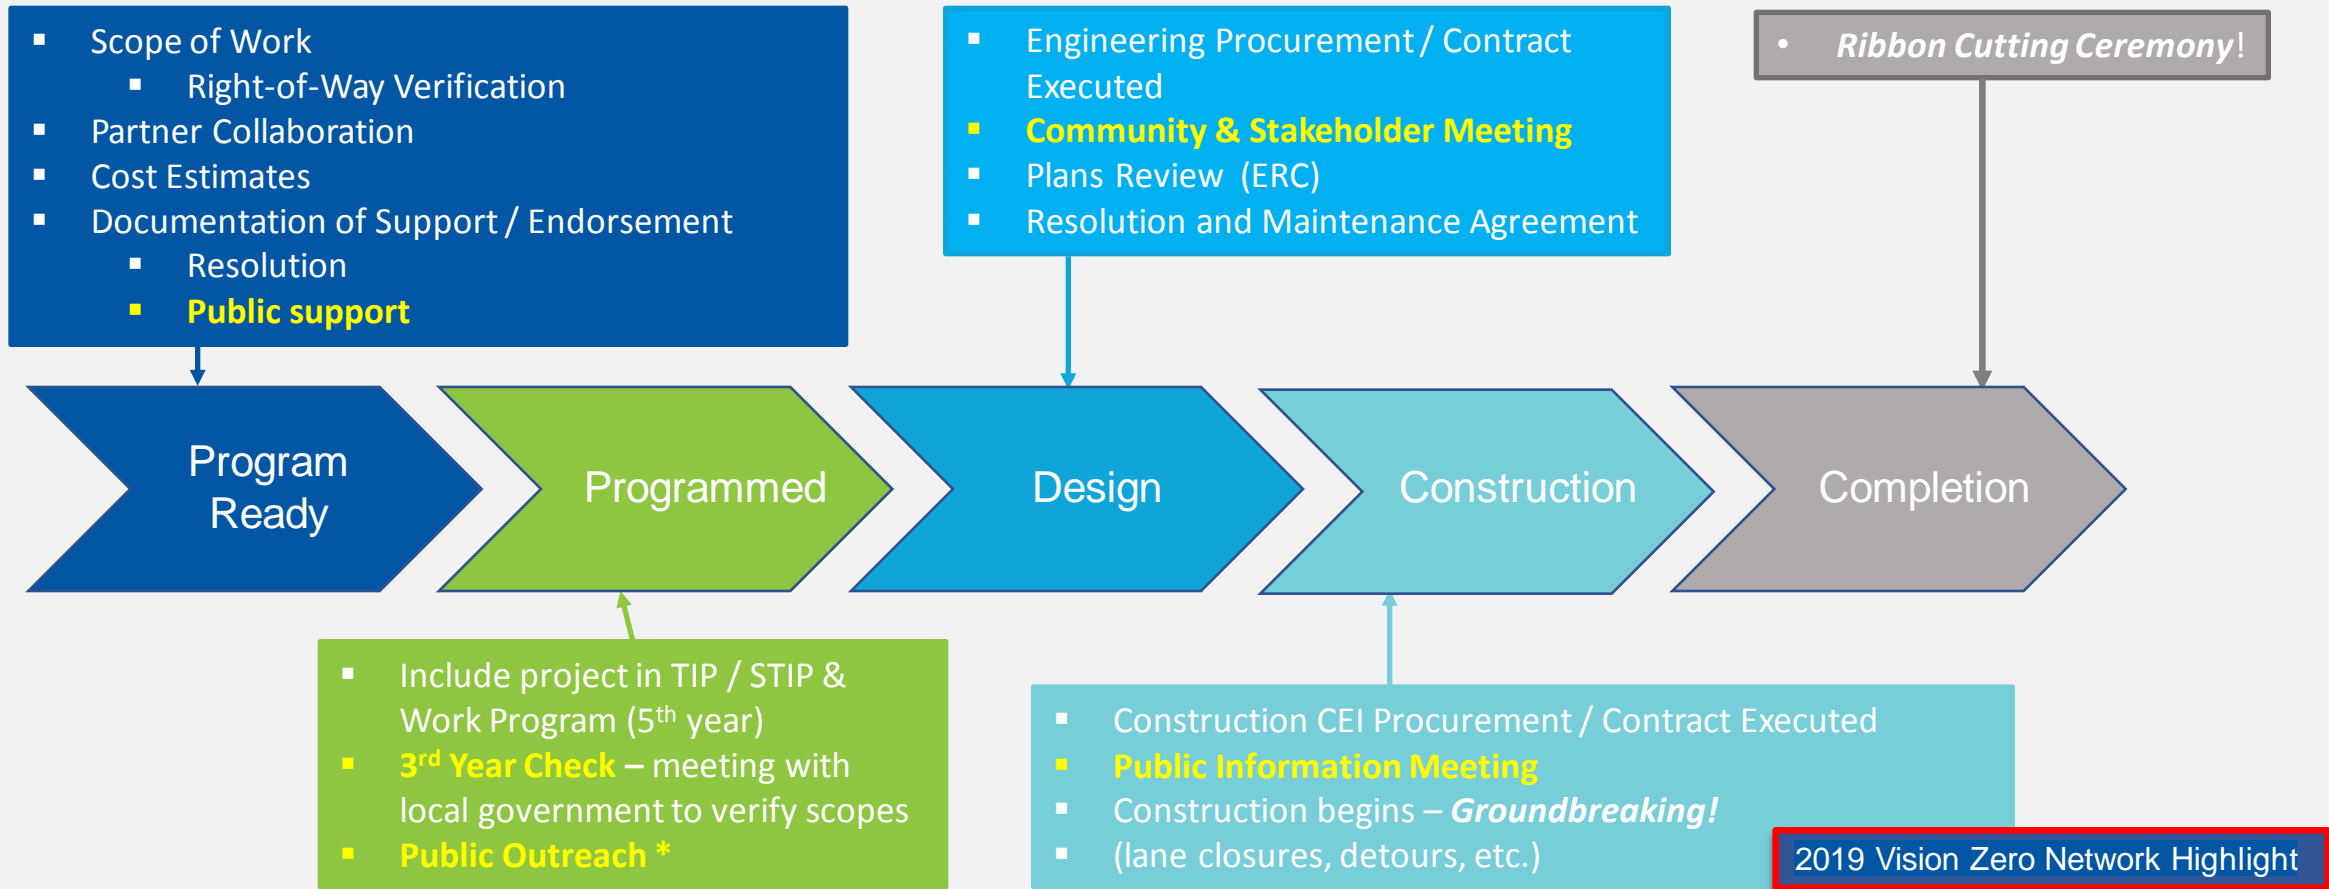 ▪ Scope of Work
▪ Right-of-Way Verification
▪ Partner Collaboration
▪ Cost Estimates
▪ Documentation of Support / Endorsement
▪ Resolution
▪ Public support
▪ Engineering Procurement / Contract
Executed
▪ Community & Stakeholder Meeting
▪ Plans Review (ERC)
▪ Resolution and Maintenance Agreement
• Ribbon Cutting Ceremony!
Program
Ready
Programmed
Design
Construction
Completion
▪ Include project in TIP / STIP &
Work Program (5th year)
▪ 3rd Year Check – meeting with
local government to verify scopes
▪ Public Outreach *
▪ Construction CEI Procurement / Contract Executed
▪ Public Information Meeting
▪ Construction begins – Groundbreaking!
▪ (lane closures, detours, etc.)
2019 Vision Zero Network Highlight